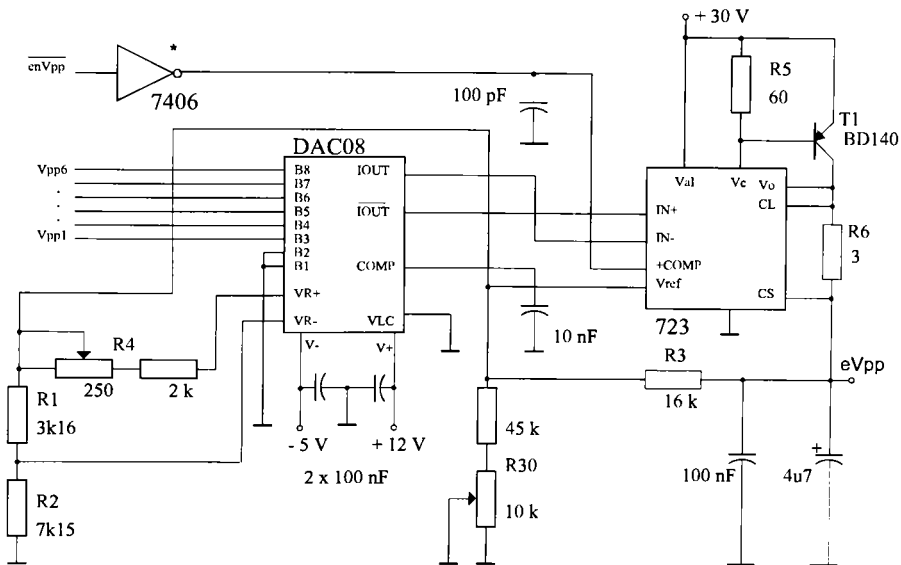 + 30 V
enVpp
*
7406
100 pF
R5
60
T1
BD140
DAC08
Vpp6
Vpp1
B8
B7
B6
B5
B4
B3
B2
B1
VR+
VR-
IOUT
IOUT
COMP
VLC
V-
V+
Val
Vc
Vo
CL
IN+
IN-
+COMP
Vref
CS
723
R6
3
10 nF
R4
250
2 k
R1
3k16
R2
7k15
- 5 V
+ 12 V
2 x 100 nF
R3
16 k
eVpp
45 k
R30
10 k
100 nF
+
4u7